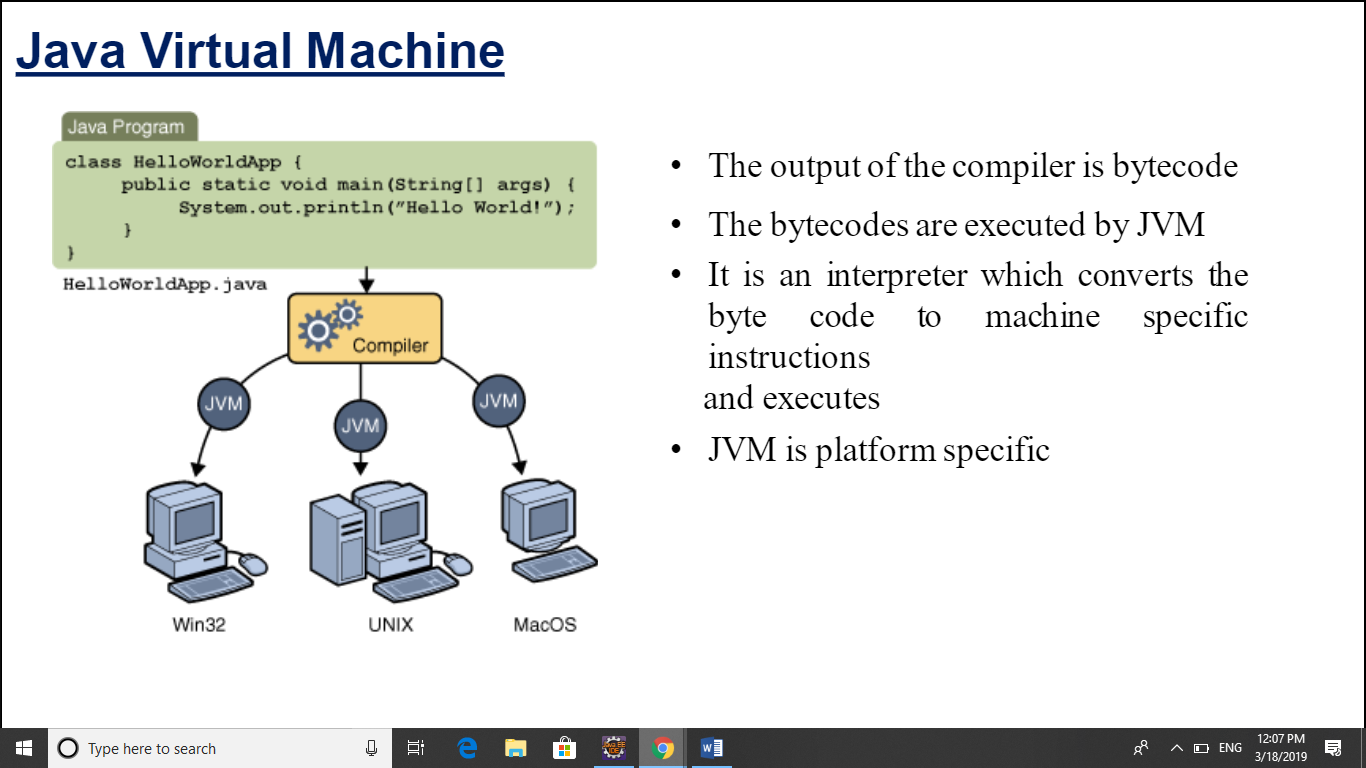 Java Virtual Machine
Java Program
class HelloWorldApp {
public static void main(String[] args) {
System.out.println("Hello World!");
}
}
HelloWorldApp.java
Compiler
JVM
JVM
JVM
Win32
UNIX
MacOS
• The output of the compiler is bytecode
• The bytecodes are executed by JVM
• It is an interpreter which converts the
byte code to machine specific
instructions
and executes
• JVM is platform specific
Type here to search
ENG
12:07 PM
3/18/2019